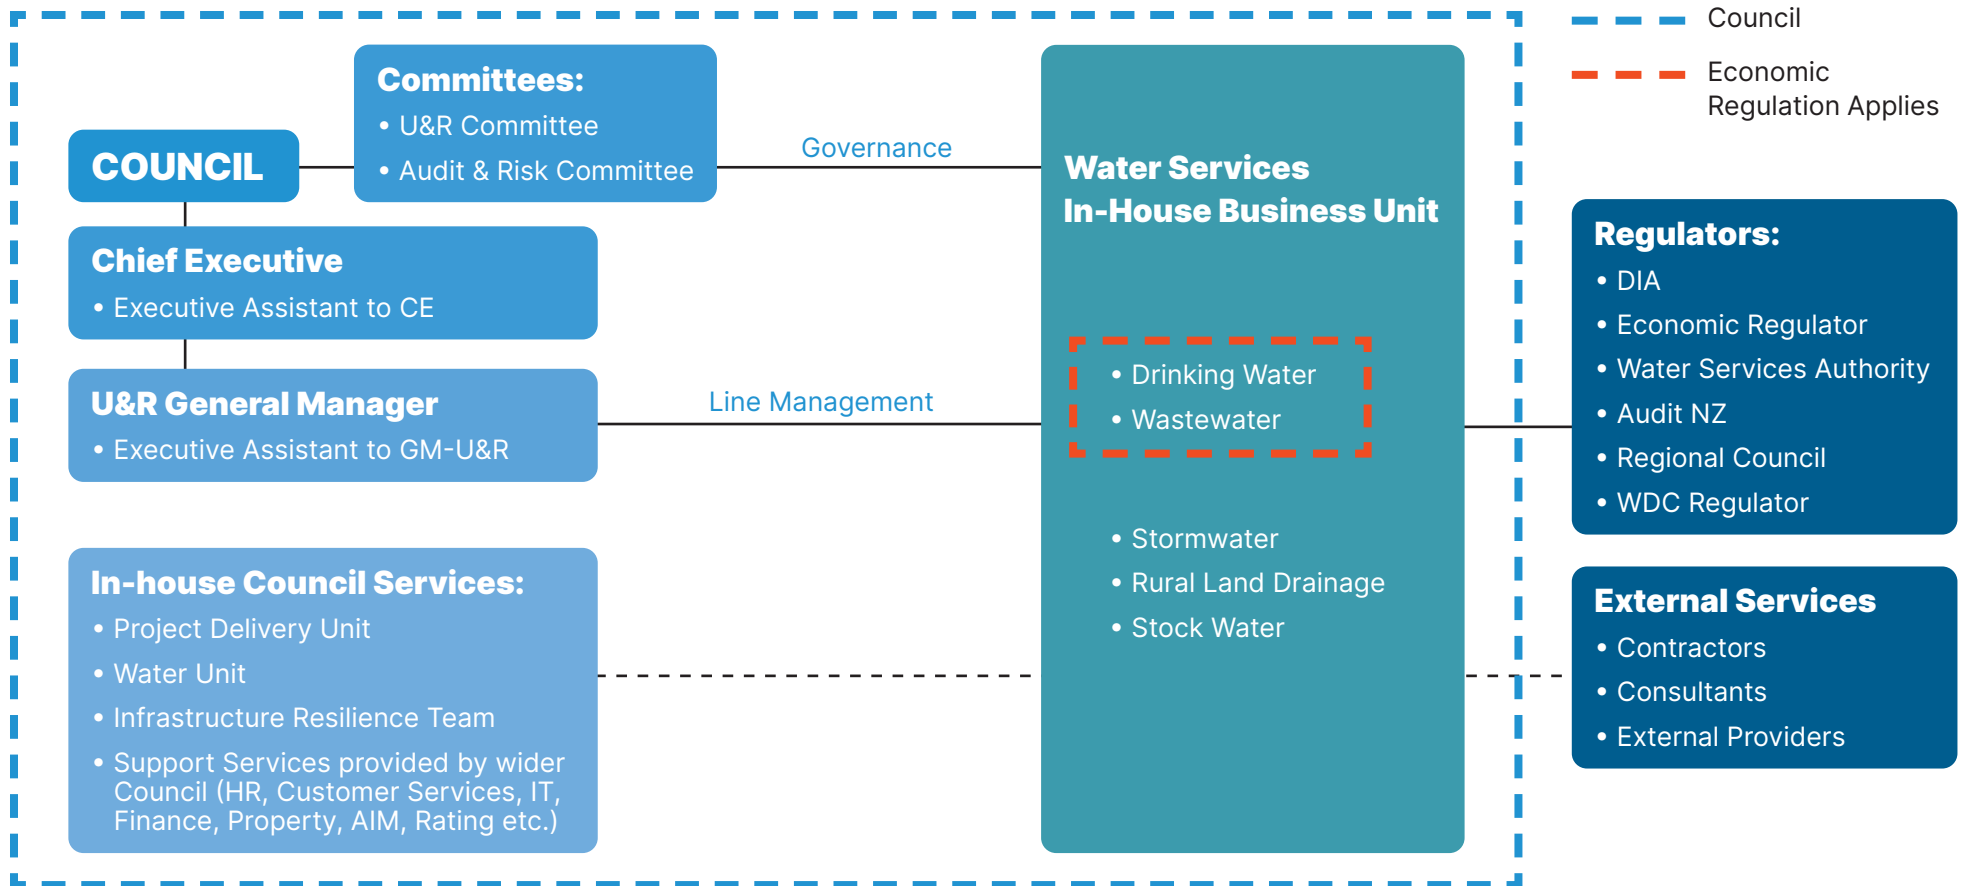 Council
Economic
Regulation Applies
Committees:
• U&R Committee
• Audit & Risk Committee
COUNCIL
Governance
Chief Executive
• Executive Assistant to CE
U&R General Manager
• Executive Assistant to GM-U&R
Line Management
In-house Council Services:
• Project Delivery Unit
• Water Unit
• Infrastructure Resilience Team
• Support Services provided by wider
Council (HR, Customer Services, IT,
Finance, Property, AIM, Rating etc.)
Water Services
In-House Business Unit
• Drinking Water
• Wastewater
• Stormwater
• Rural Land Drainage
• Stock Water
Regulators:
• DIA
• Economic Regulator
• Water Services Authority
• Audit NZ
• Regional Council
• WDC Regulator
External Services
• Contractors
• Consultants
• External Providers